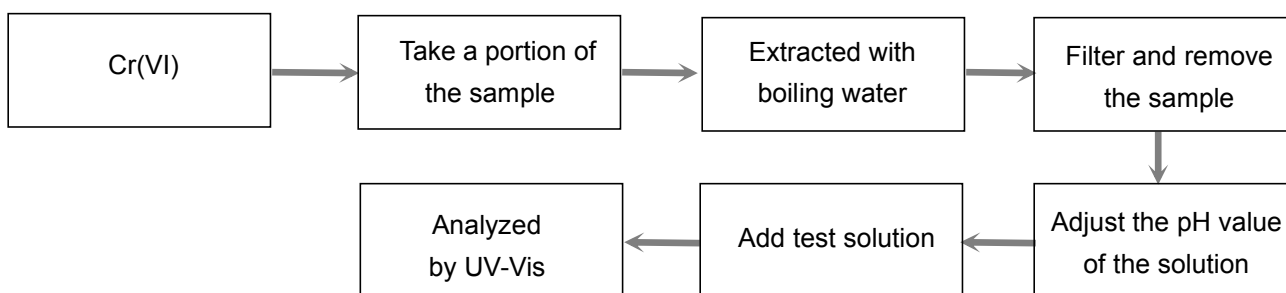 Cr(VI)
Take a portion of
the sample
Extracted with
boiling water
Filter and remove
the sample
Adjust the pH value
of the solution
Add test solution
Analyzed
by UV-Vis